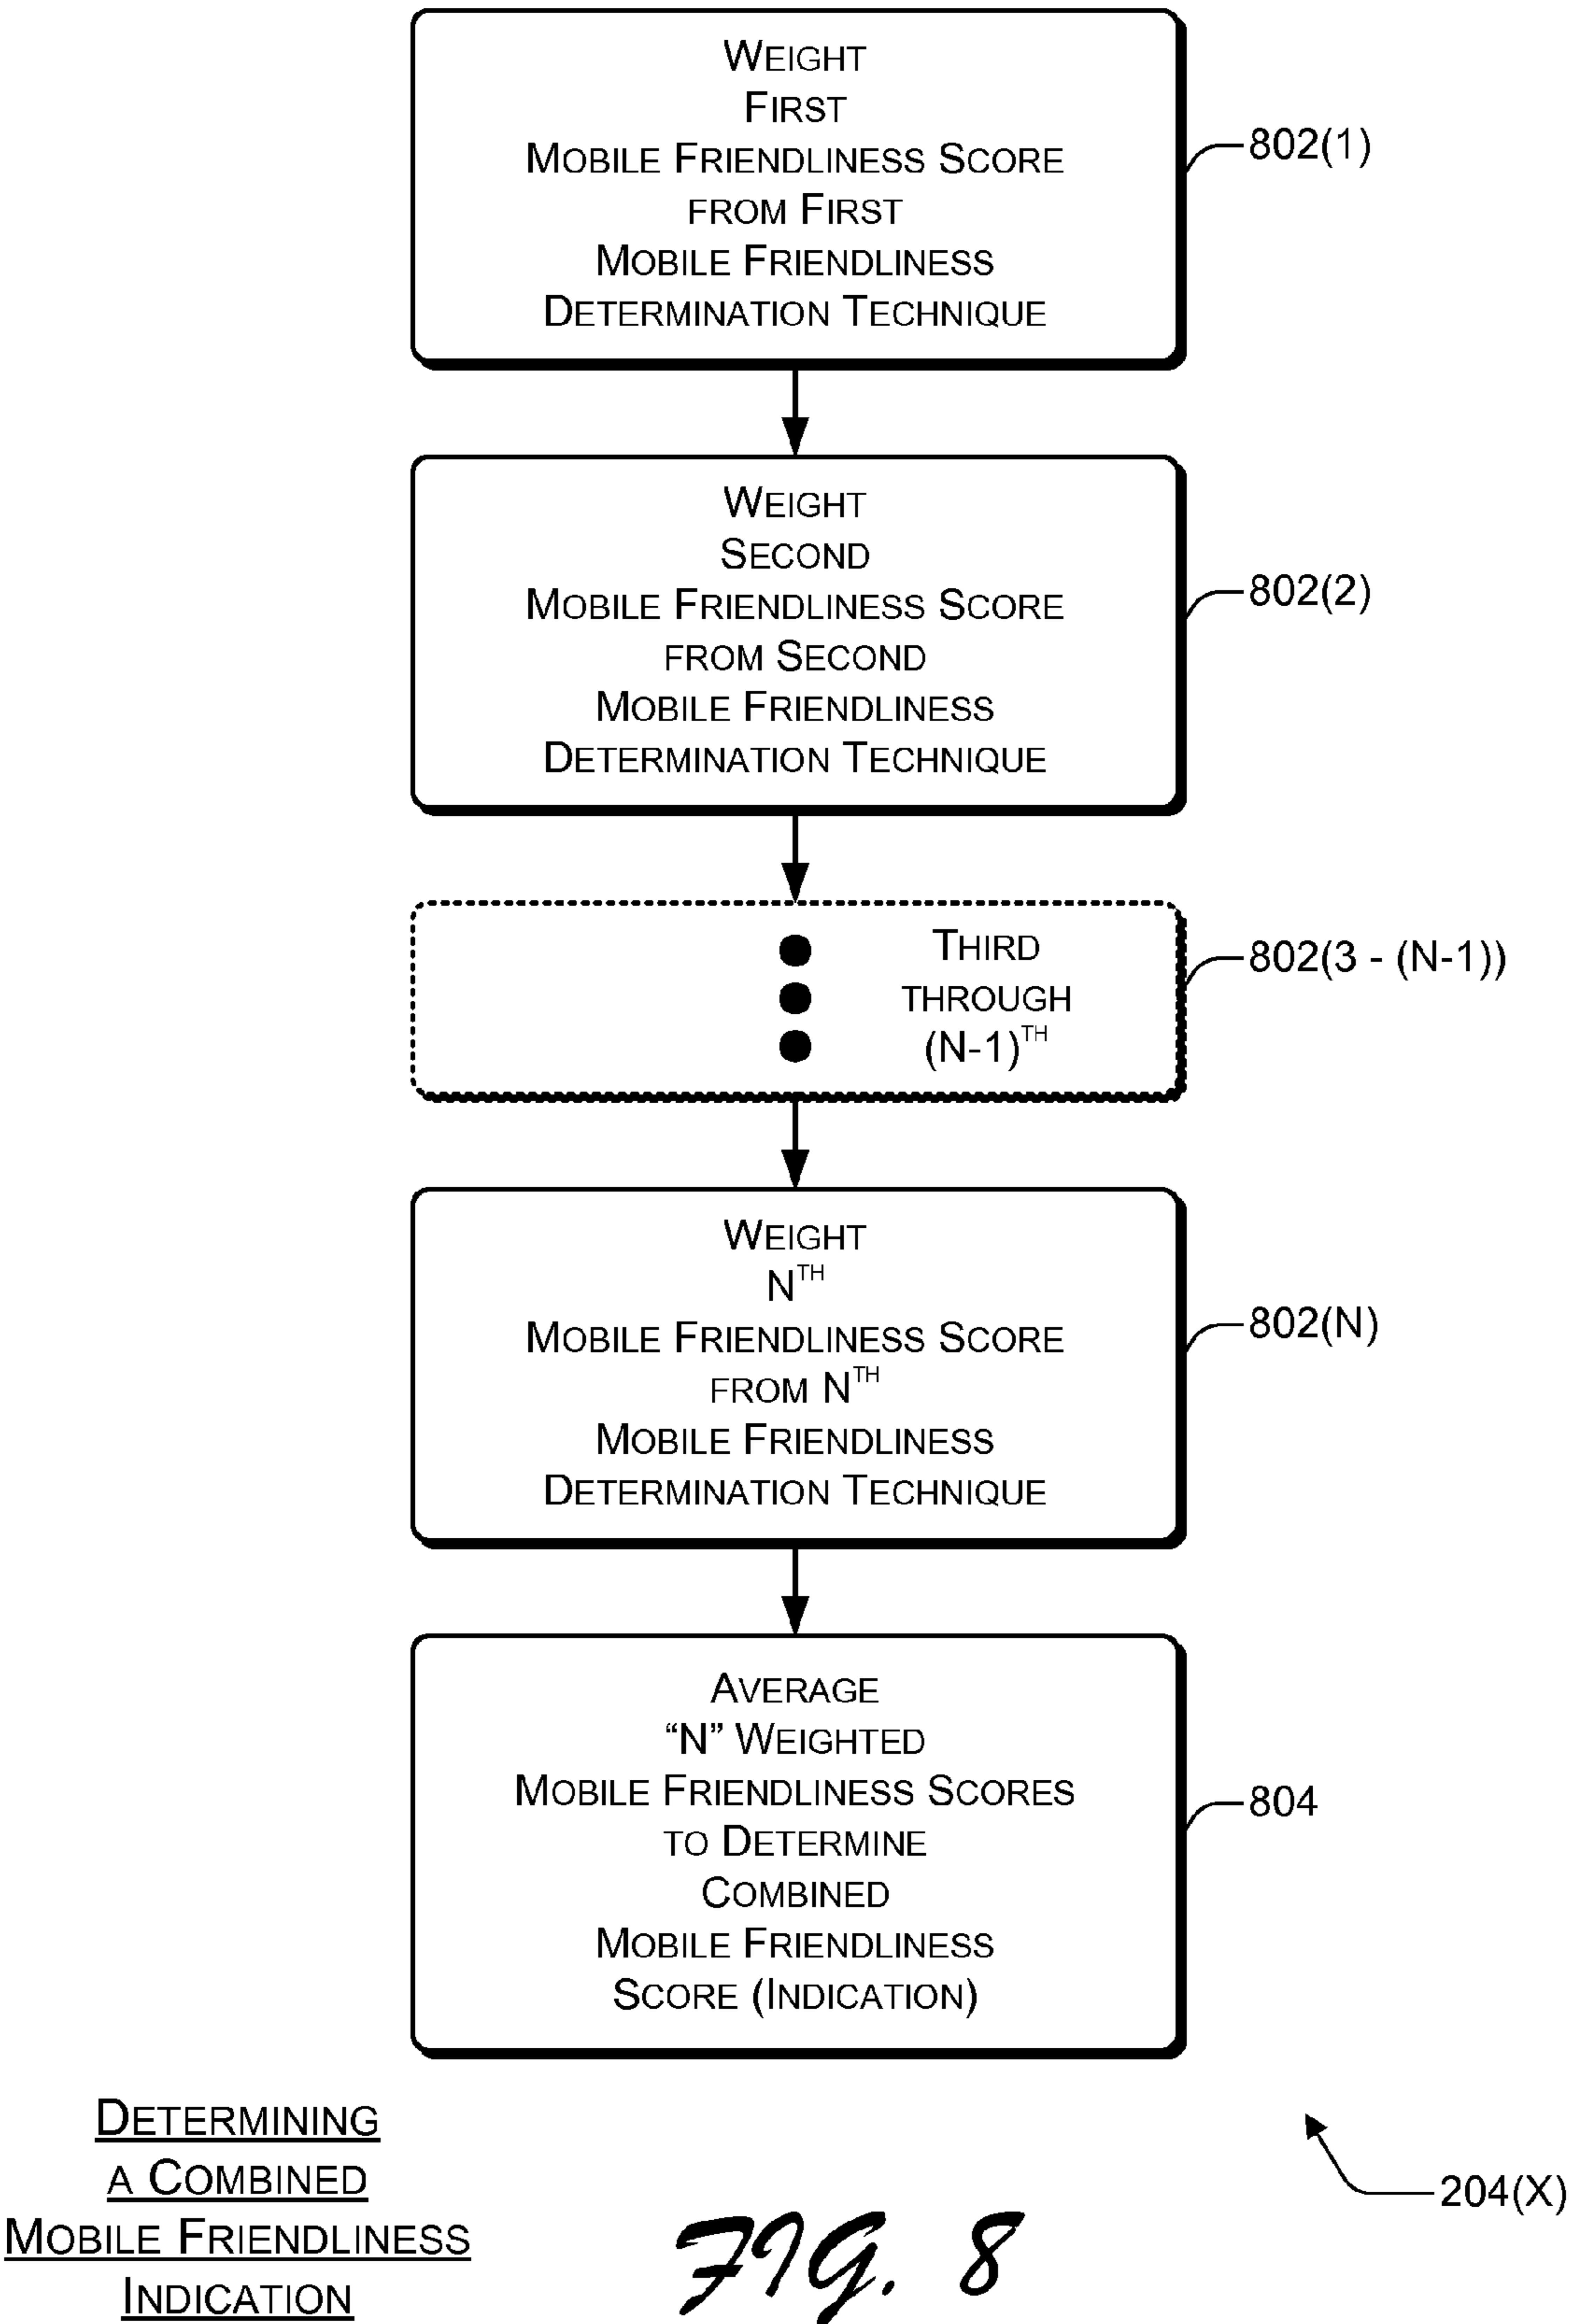 WEIGHT
FIRST
MOBILE FRIENDLINESS SCORE
FROM FIRST
MOBILE FRIENDLINESS
DETERMINATION TECHNIQUE
802(1)
WEIGHT
SECOND
MOBILE FRIENDLINESS SCORE
FROM SECOND
MOBILE FRIENDLINESS
DETERMINATION TECHNIQUE
802(2)
THIRD
THROUGH
(N-1)TH
802(3 - (N-1))
WEIGHT
NTH
MOBILE FRIENDLINESS SCORE
FROM NTH
MOBILE FRIENDLINESS
DETERMINATION TECHNIQUE
802(N)
AVERAGE
“N” WEIGHTED
MOBILE FRIENDLINESS SCORES
TO DETERMINE
COMBINED
MOBILE FRIENDLINESS
SCORE (INDICATION)
804
DETERMINING
A COMBINED
MOBILE FRIENDLINESS
INDICATION
FIG. 8
204(X)